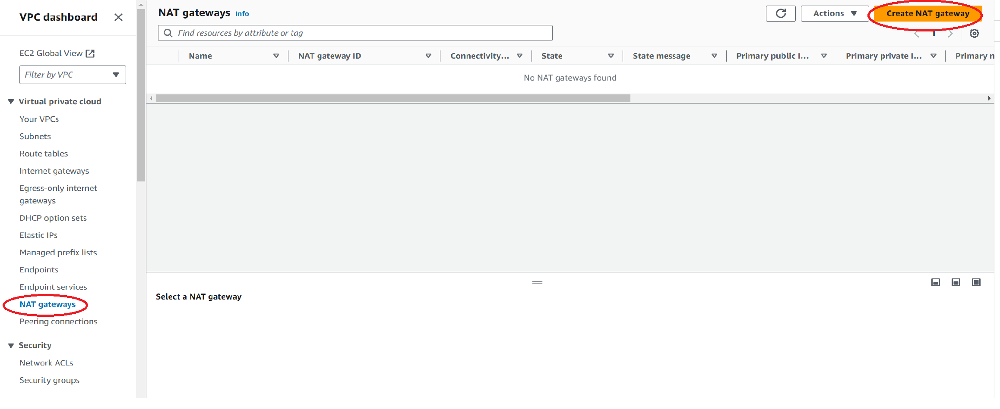 VPC dashboard
EC2 Global View
Filter by VPC
Virtual private cloud
Your VPCs
Subnets
Route tables
Internet gateways
Egress-only internet
gateways
DHCP option sets
Elastic IPs
Managed prefix lists
Endpoints
Endpoint services
NAT gateways
Peering connections
Security
Network ACLs
Security groups
NAT gateways Info
Actions
Create NAT gateway
Find resources by attribute or tag
1
Name NAT gateway ID Connectivity... State State message Primary public I... Primary private I... Primary n
No NAT gateways found
Select a NAT gateway